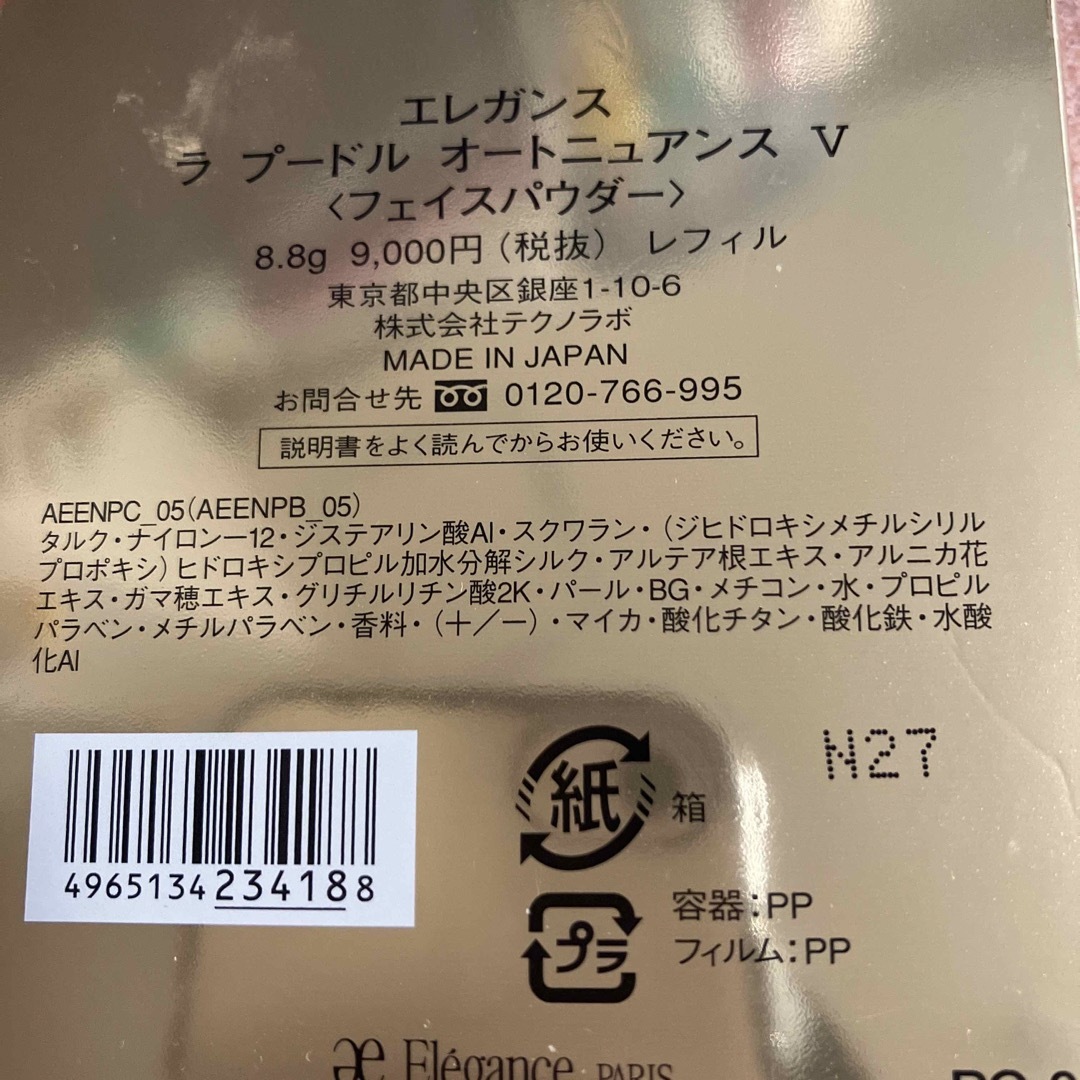 エレガンス
ラ プードル オートニュアンス V
〈フェイスパウダー〉
8.8g 9,000円（税抜） レフィル
東京都中央区銀座1-10-6
株式会社テクノラボ
MADE IN JAPAN
お問合せ先 0120-766-995
説明書をよく読んでからお使いください。
AEENPC_05(AEENPB_05)
タルク・ナイロンー12・ジステアリン酸Al・スクワラン・（ジヒドロキシメチルシリル
プロポキシ）ヒドロキシプロピル加水分解シルク・アルテア根エキス・アルニカ花
エキス・ガマ穂エキス・グリチルリチン酸2K・パール・BG・メチコン・水・プロピル
パラベン・メチルパラベン・香料・（＋／ー）・マイカ・酸化チタン・酸化鉄・水酸
化Al
N27
紙 箱
4965134234188
プラ
容器：PP
フィルム：PP
æ Elégance PARIS